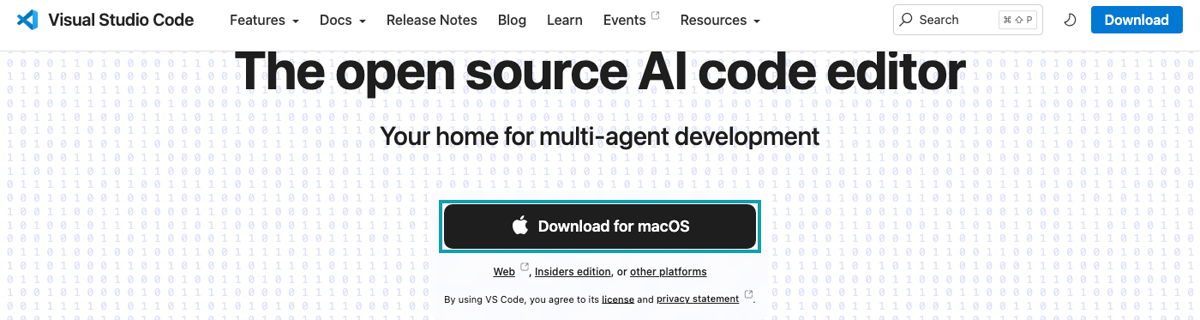 Visual Studio Code Features Docs Release Notes Blog Learn Events Resources Search ⌘ ⇧ P Download
The open source AI code editor
Your home for multi-agent development
Download for macOS
Web, Insiders edition, or other platforms
By using VS Code, you agree to its license and privacy statement.